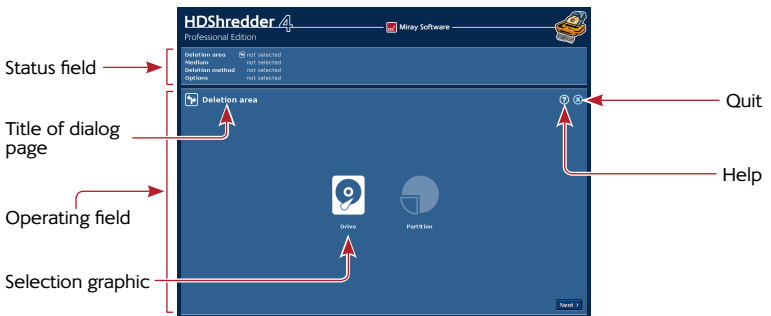 HDShredder 4
Professional Edition
Miray Software
Deletion area not selected
Medium not selected
Deletion method not selected
Options not selected
Deletion area
?
X
Drive
Partition
Next >
Status field
Title of dialog
page
Operating field
Selection graphic
Quit
Help